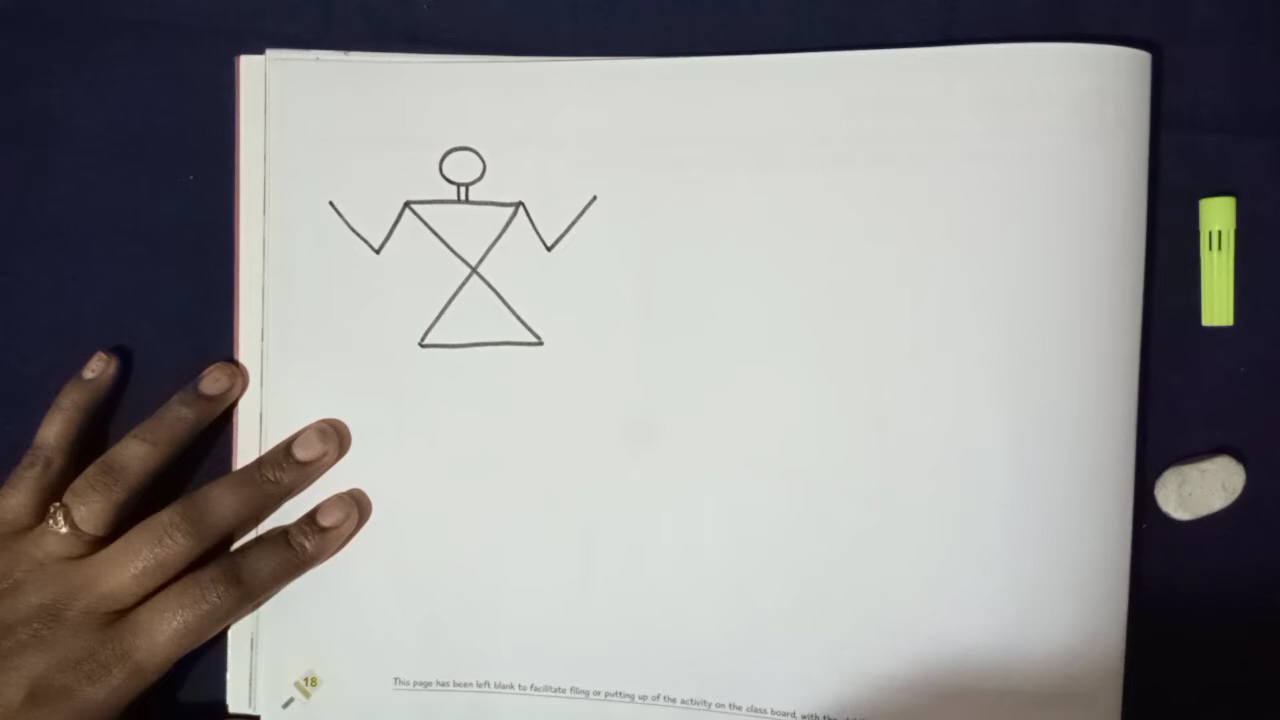 18
This page has been left blank to facilitate filing or putting up of the activity on the class board, with the